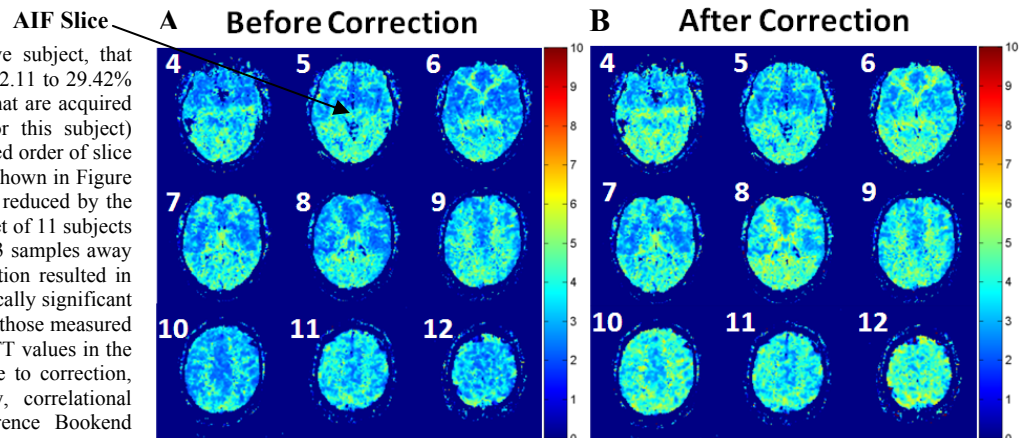 AIF Slice
ve subject, that
2.11 to 29.42%
hat are acquired
or this subject)
ed order of slice
hown in Figure
reduced by the
et of 11 subjects
3 samples away
tion resulted in
cally significant
those measured
TT values in the
e to correction,
y, correlational
rence Bookend
A Before Correction
4 5 6
7 8 9
10 11 12
10
9
8
7
6
5
4
3
2
1
0
B After Correction
4 5 6
7 8 9
10 11 12
10
9
8
7
6
5
4
3
2
1
0